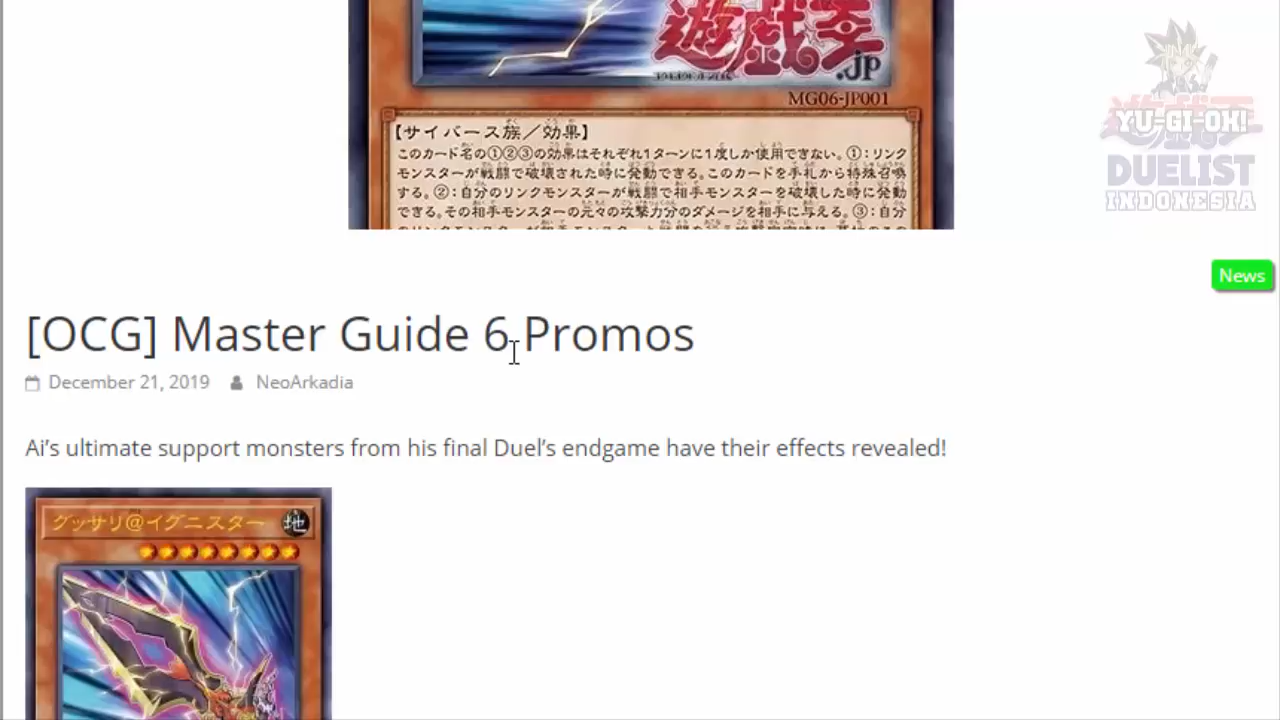 遊戯王.jp
MG06-JP001
【サイバース族/効果】
このカード名の①②③の効果はそれぞれ1ターンに1度しか使用できない。①:リンク
モンスターが戦闘で破壊された時に発動できる。このカードを手札から特殊召喚
する。②:自分のリンクモンスターが戦闘で相手モンスターを破壊した時に発動
できる。その相手モンスターの元々の攻撃力分のダメージを相手に与える。③:自分
YU-GI-OH!
DUELIST
INDONESIA
News
[OCG] Master Guide 6 Promos
December 21, 2019 NeoArkadia
Ai’s ultimate support monsters from his final Duel’s endgame have their effects revealed!
グッサリ@イグニスター 地